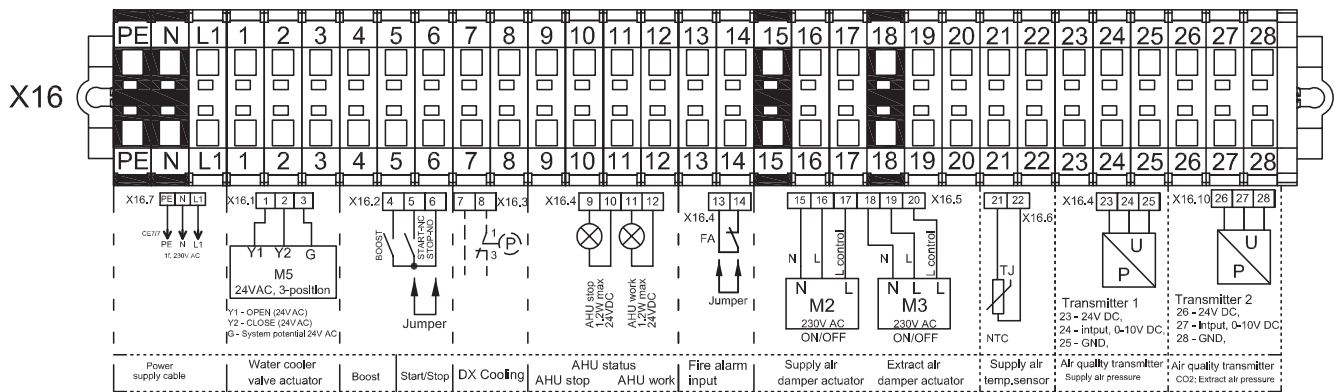 PE N L1 1 2 3 4 5 6 7 8 9 10 11 12 13 14 15 16 17 18 19 20 21 22 23 24 25 26 27 28
X16
PE N L1 1 2 3 4 5 6 7 8 9 10 11 12 13 14 15 16 17 18 19 20 21 22 23 24 25 26 27 28
X16.7 PE N L1
X16.1 1 2 3
X16.2 4 5 6
7 8 X16.3
X16.4 9 10 11 12
13 14
X16.4
15 16 17 18 19 20 X16.5
21 22
X16.6
X16.4 23 24 25
X16.10 26 27 28
CE7/7
PE N L1
1f, 230V AC
Y1 Y2 G
M5
24VAC, 3-position
Y1 - OPEN (24VAC)
Y2 - CLOSE (24VAC)
G - System potential 24V AC
BOOST
START-NC
STOP-NO
Jumper
1
3
P
AHU stop
1,2W max
24VDC
AHU work
1,2W max
24VDC
FA
Jumper
N L L control
N L
M2
230V AC
ON/OFF
N L L control
N L L
M3
230V AC
ON/OFF
TJ
NTC
U
P
Transmitter 1
23 - 24V DC,
24 - intput, 0-10V DC,
25 - GND,
U
P
Transmitter 2
26 - 24V DC,
27 - Intput, 0-10V DC
28 - GND,
Power
supply cable
Water cooler
valve actuator
Boost
Start/Stop
DX Cooling
AHU status
AHU stop AHU work
Fire alarm
input
Supply air
damper actuator
Extract air
damper actuator
Supply air
temp.sensor
Air quality transmitter
Supply air pressure
Air quality transmitter
CO2; Extract air pressure